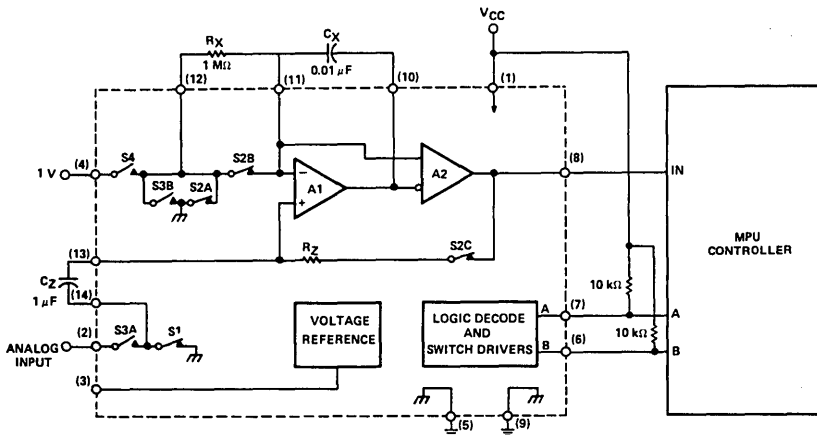 VCC
RX
1 MΩ
CX
0.01 µF
(12)
(11)
(10)
(1)
1 V
(4)
S4
S3B
S2A
S2B
A1
A2
(8)
IN
MPU
CONTROLLER
(13)
RZ
S2C
CZ
1 µF
(14)
10 kΩ
VOLTAGE
REFERENCE
LOGIC DECODE
AND
SWITCH DRIVERS
A
(7)
A
10 kΩ
B
(6)
B
ANALOG
INPUT
(2)
S3A
S1
(3)
(5)
(9)